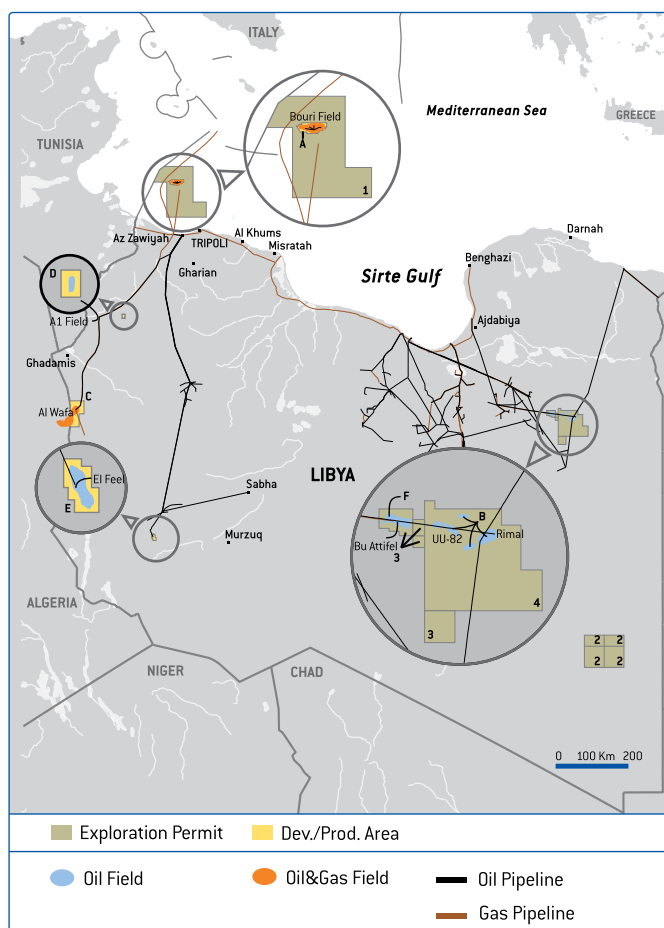 ITALY
Mediterranean Sea
GREECE
TUNISIA
Bouri Field
A
1
Az Zawiyah
TRIPOLI
Al Khums
Misratah
Gharian
Darnah
Benghazi
Sirte Gulf
Ajdabiya
D
A1 Field
Ghadamis
C
Al Wafa
El Feel
E
LIBYA
Sabha
Murzuq
F
B
UU-82
Rimal
Bu Attifel
3
4
3
ALGERIA
NIGER
CHAD
2 2
2 2
0 100 Km 200
Exploration Permit
Dev./Prod. Area
Oil Field
Oil&Gas Field
Oil Pipeline
Gas Pipeline